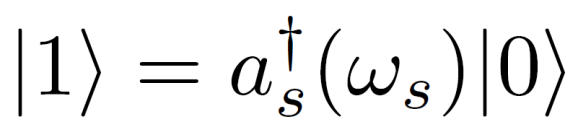 |1⟩ = a_s^†(ω_s)|0⟩